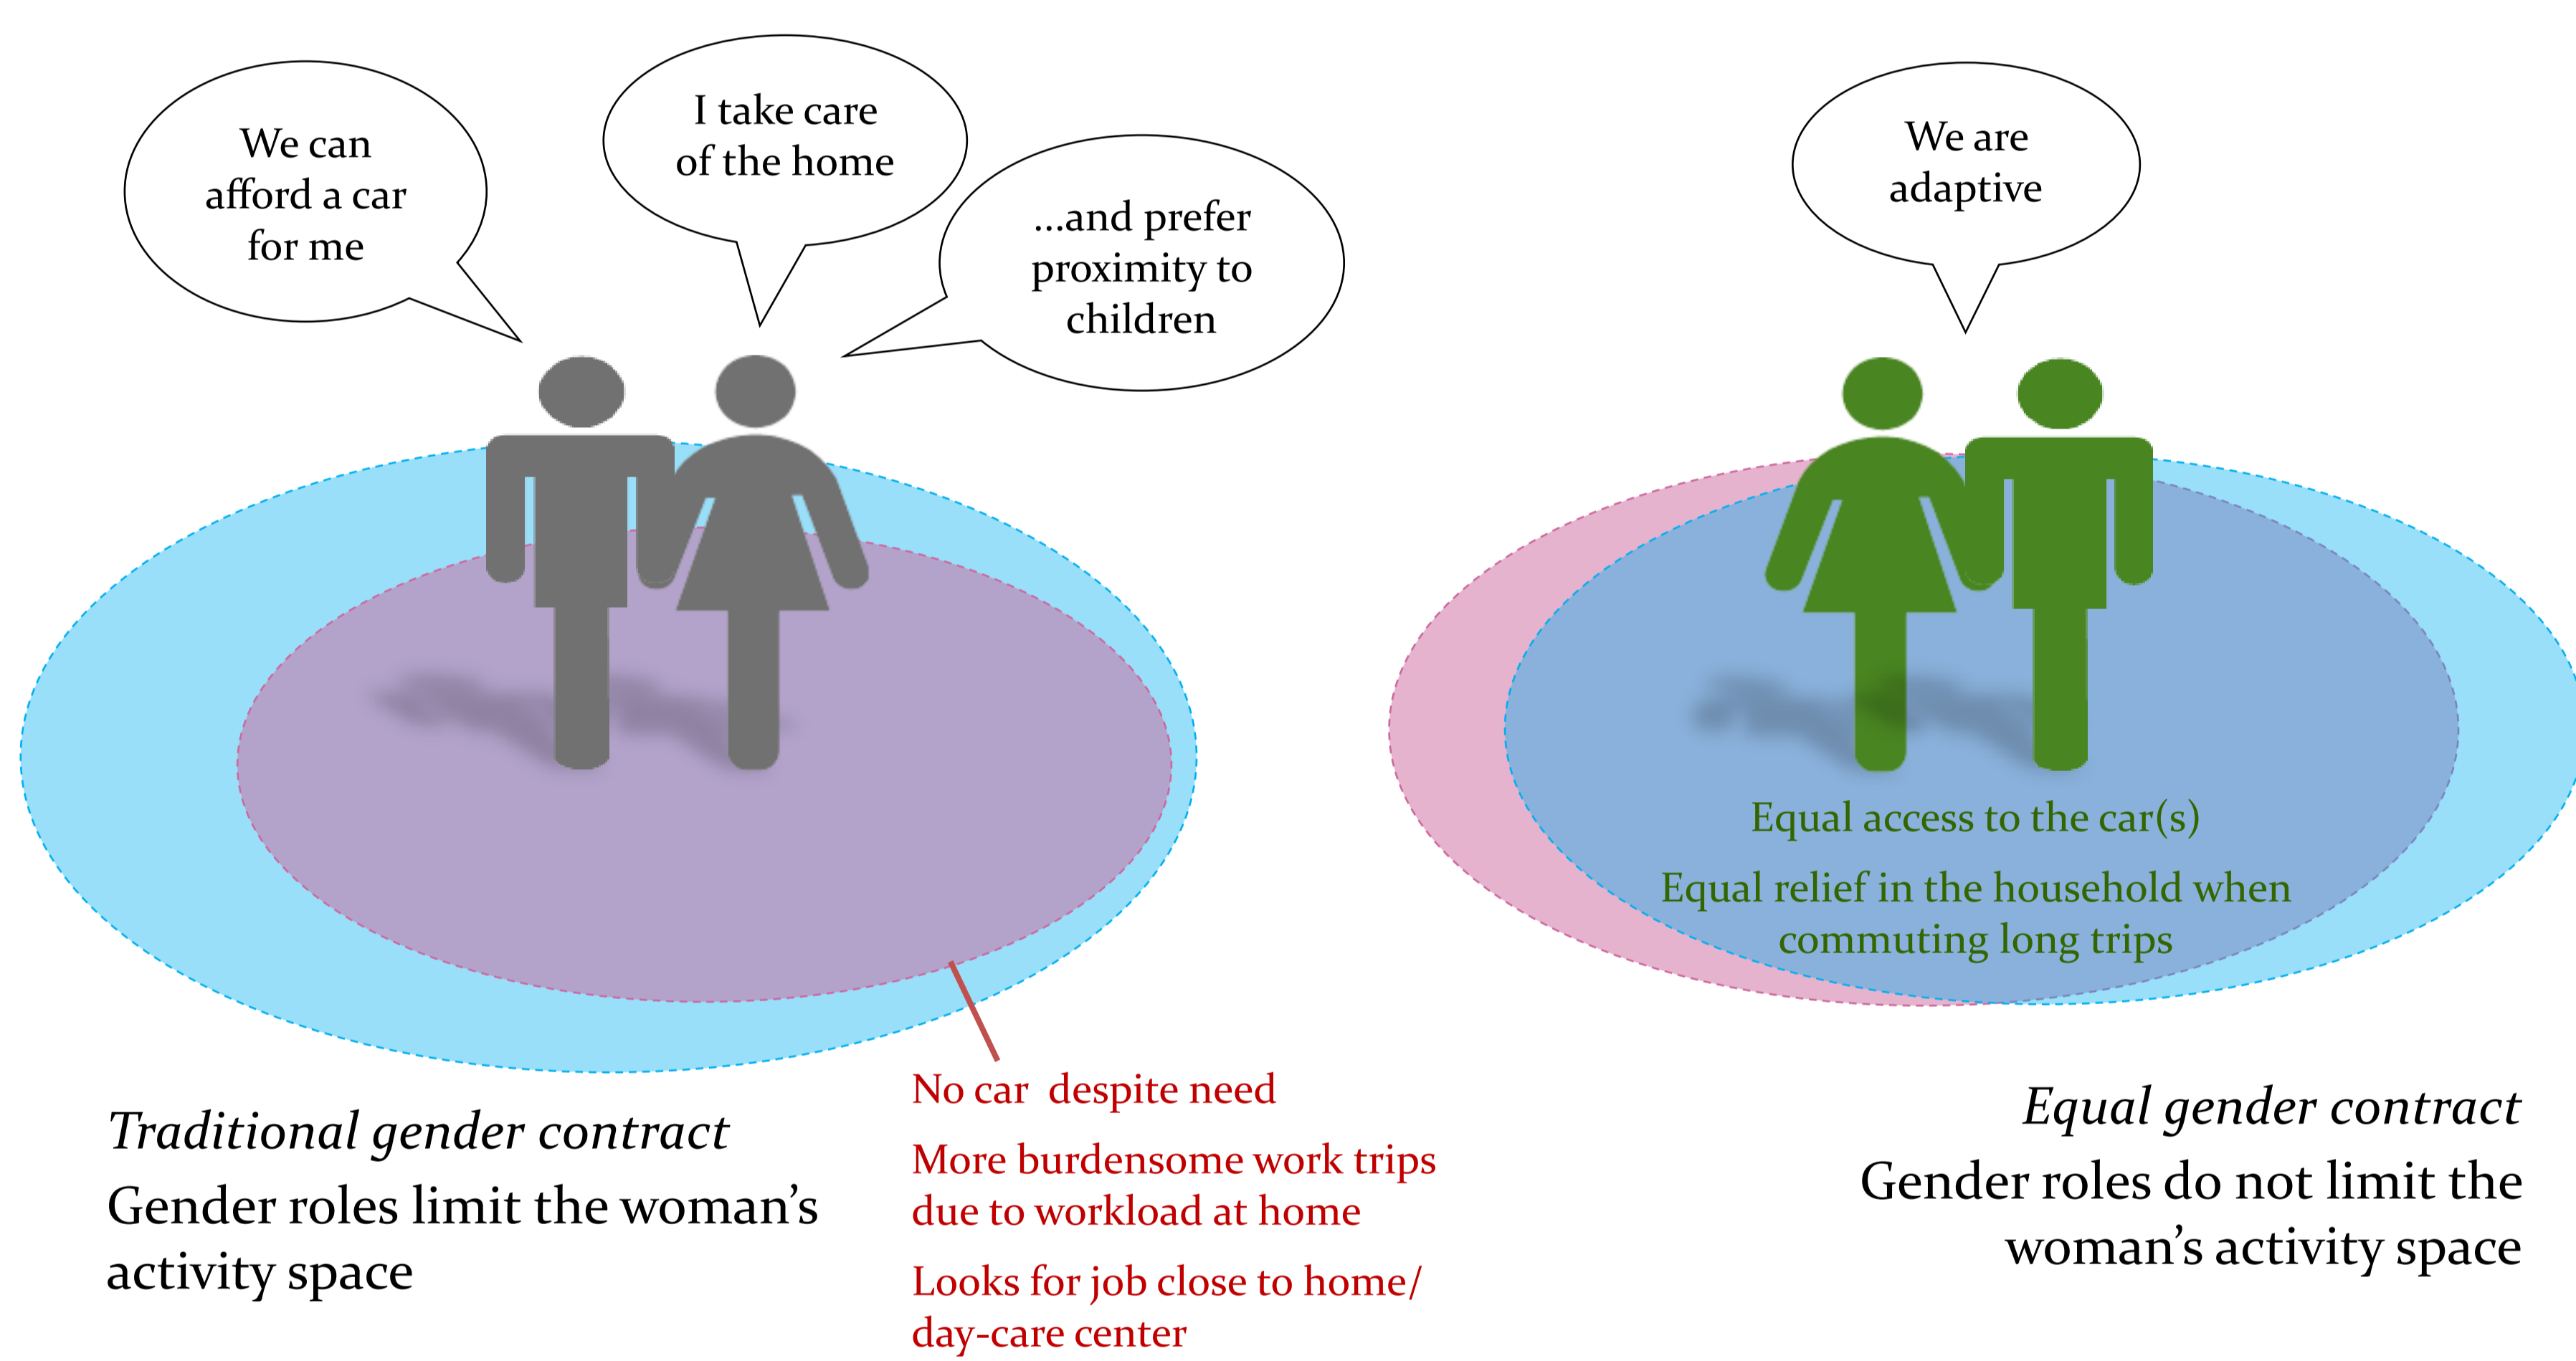 We can
afford a car
for me
I take care
of the home
...and prefer
proximity to
children
We are
adaptive
Equal access to the car(s)
Equal relief in the household when
commuting long trips
Traditional gender contract
Gender roles limit the woman’s
activity space
No car  despite need
More burdensome work trips
due to workload at home
Looks for job close to home/
day-care center
Equal gender contract
Gender roles do not limit the
woman’s activity space